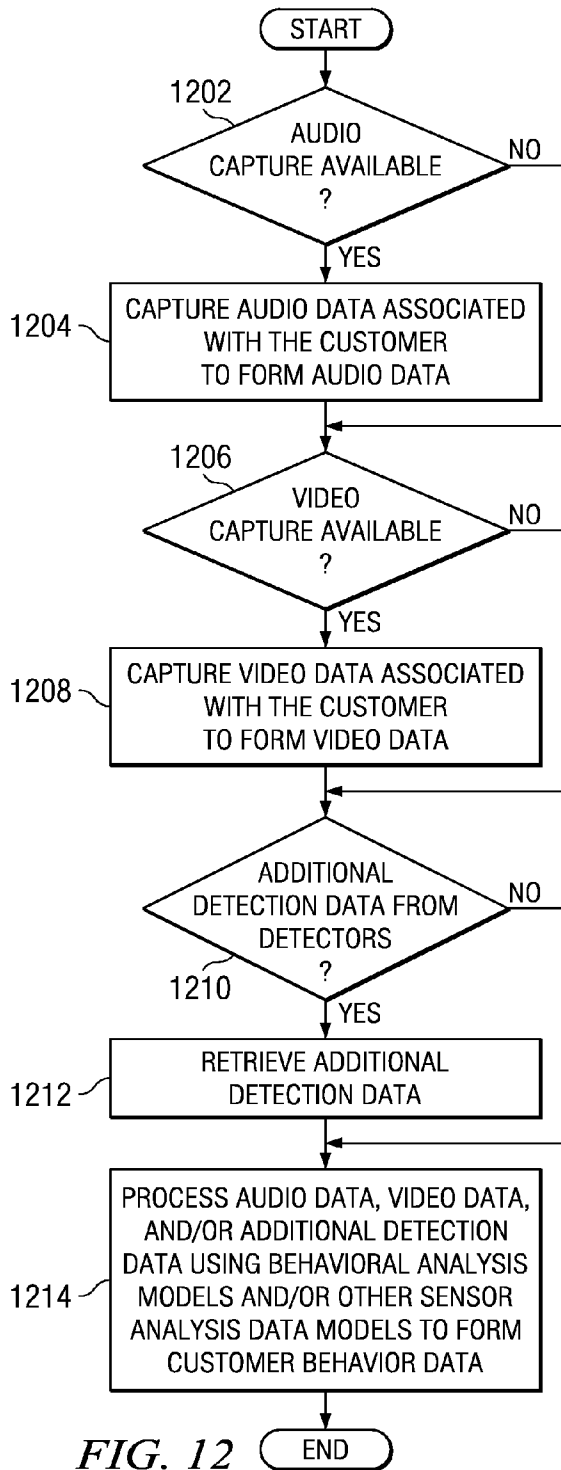 START
1202
AUDIO
CAPTURE AVAILABLE
?
NO
YES
1204
CAPTURE AUDIO DATA ASSOCIATED
WITH THE CUSTOMER
TO FORM AUDIO DATA
1206
VIDEO
CAPTURE AVAILABLE
?
NO
YES
1208
CAPTURE VIDEO DATA ASSOCIATED
WITH THE CUSTOMER
TO FORM VIDEO DATA
ADDITIONAL
DETECTION DATA FROM
DETECTORS
?
NO
1210
YES
1212
RETRIEVE ADDITIONAL
DETECTION DATA
1214
PROCESS AUDIO DATA, VIDEO DATA,
AND/OR ADDITIONAL DETECTION
DATA USING BEHAVIORAL ANALYSIS
MODELS AND/OR OTHER SENSOR
ANALYSIS DATA MODELS TO FORM
CUSTOMER BEHAVIOR DATA
FIG. 12
END